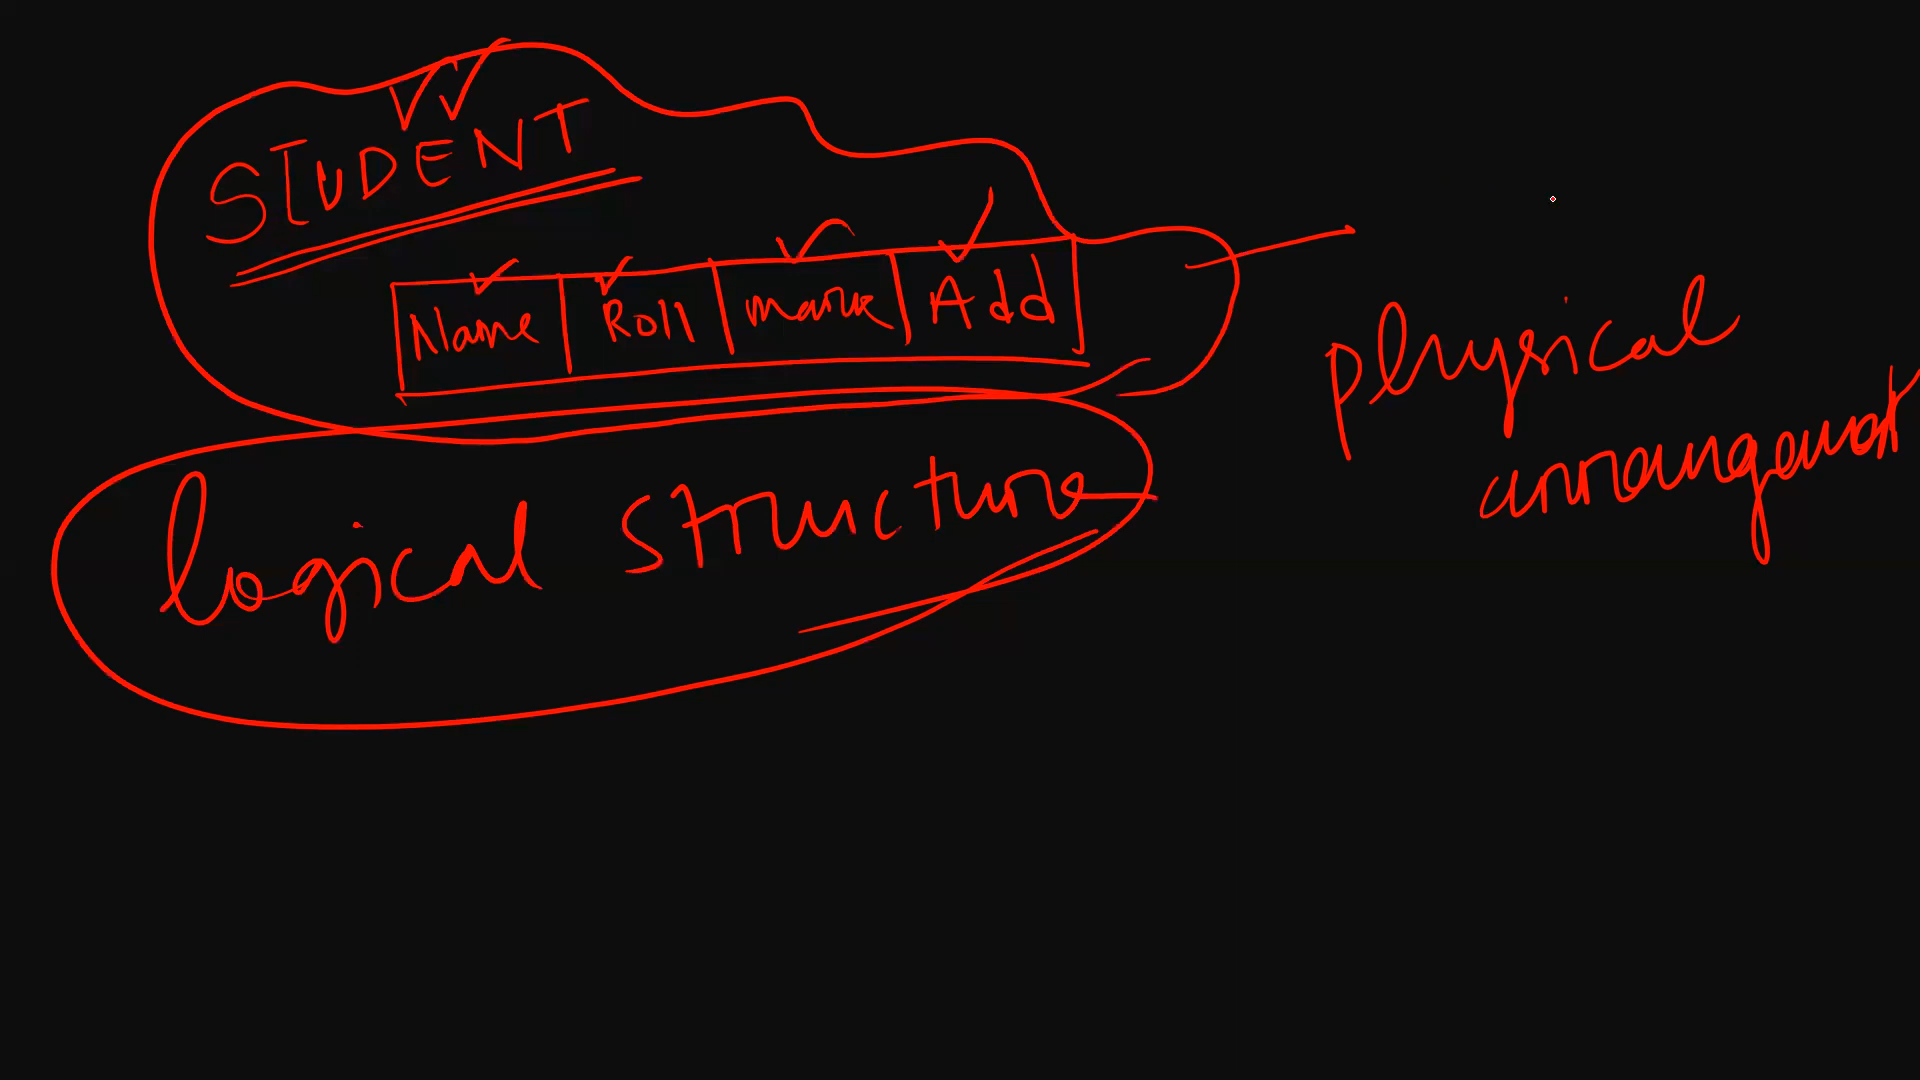 STUDENT
Name Roll mark Add
logical structure
physical
arrangement